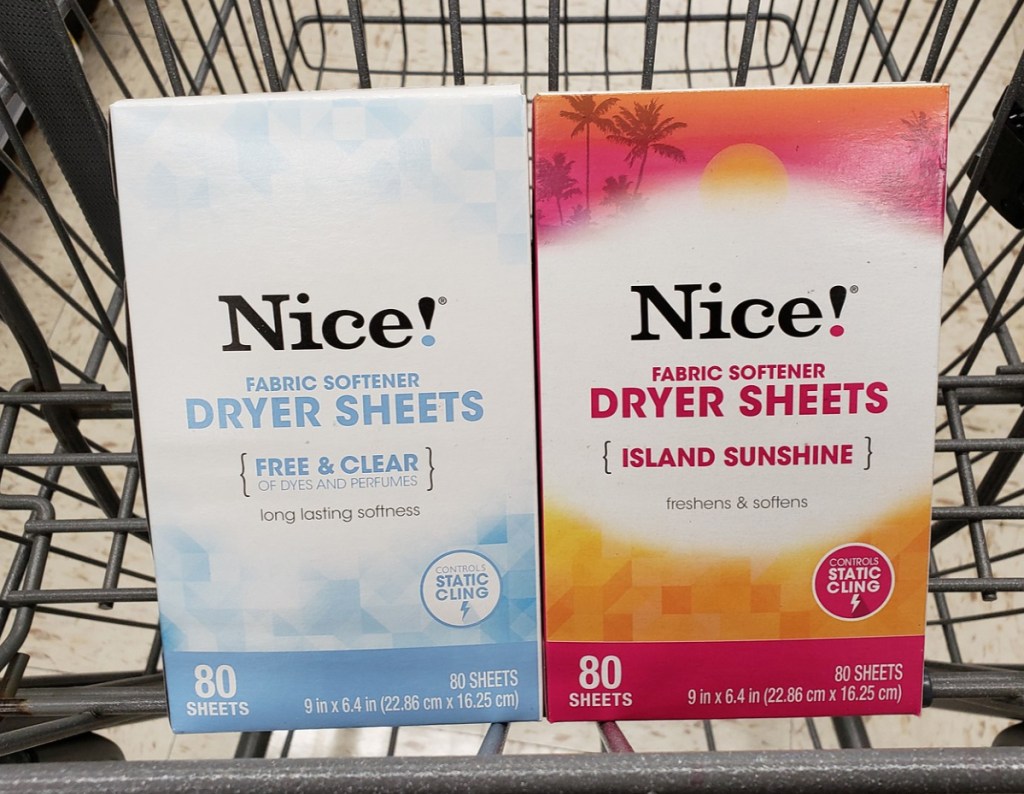 Nice!®
FABRIC SOFTENER
DRYER SHEETS
{ FREE & CLEAR }
OF DYES AND PERFUMES
long lasting softness
CONTROLS
STATIC
CLING
80
SHEETS
80 SHEETS
9 in x 6.4 in (22.86 cm x 16.25 cm)
Nice!®
FABRIC SOFTENER
DRYER SHEETS
{ ISLAND SUNSHINE }
freshens & softens
CONTROLS
STATIC
CLING
80
SHEETS
80 SHEETS
9 in x 6.4 in (22.86 cm x 16.25 cm)